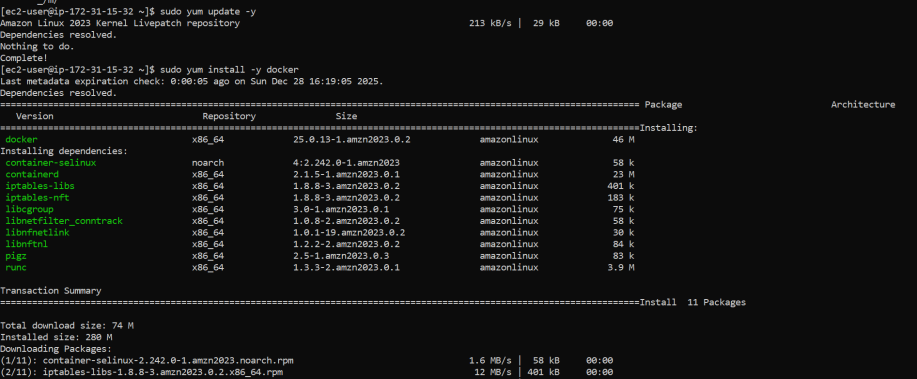 [ec2-user@ip-172-31-15-32 ~]$ sudo yum update -y
Amazon Linux 2023 Kernel Livepatch repository 213 kB/s | 29 kB 00:00
Dependencies resolved.
Nothing to do.
Complete!
[ec2-user@ip-172-31-15-32 ~]$ sudo yum install -y docker
Last metadata expiration check: 0:00:05 ago on Sun Dec 28 16:19:05 2025.
Dependencies resolved.
================================================================================ Package Architecture
Version Repository Size
================================================================================Installing:
docker x86_64 25.0.13-1.amzn2023.0.2 amazonlinux 46 M
Installing dependencies:
container-selinux noarch 4:2.242.0-1.amzn2023 amazonlinux 58 k
containerd x86_64 2.1.5-1.amzn2023.0.1 amazonlinux 23 M
iptables-libs x86_64 1.8.8-3.amzn2023.0.2 amazonlinux 401 k
iptables-nft x86_64 1.8.8-3.amzn2023.0.2 amazonlinux 183 k
libcgroup x86_64 3.0-1.amzn2023.0.1 amazonlinux 75 k
libnetfilter_conntrack x86_64 1.0.8-2.amzn2023.0.2 amazonlinux 58 k
libnfnetlink x86_64 1.0.1-19.amzn2023.0.2 amazonlinux 30 k
libnftnl x86_64 1.2.2-2.amzn2023.0.2 amazonlinux 84 k
pigz x86_64 2.5-1.amzn2023.0.3 amazonlinux 83 k
runc x86_64 1.3.3-2.amzn2023.0.1 amazonlinux 3.9 M
Transaction Summary
================================================================================Install 11 Packages
Total download size: 74 M
Installed size: 280 M
Downloading Packages:
(1/11): container-selinux-2.242.0-1.amzn2023.noarch.rpm 1.6 MB/s | 58 kB 00:00
(2/11): iptables-libs-1.8.8-3.amzn2023.0.2.x86_64.rpm 12 MB/s | 401 kB 00:00